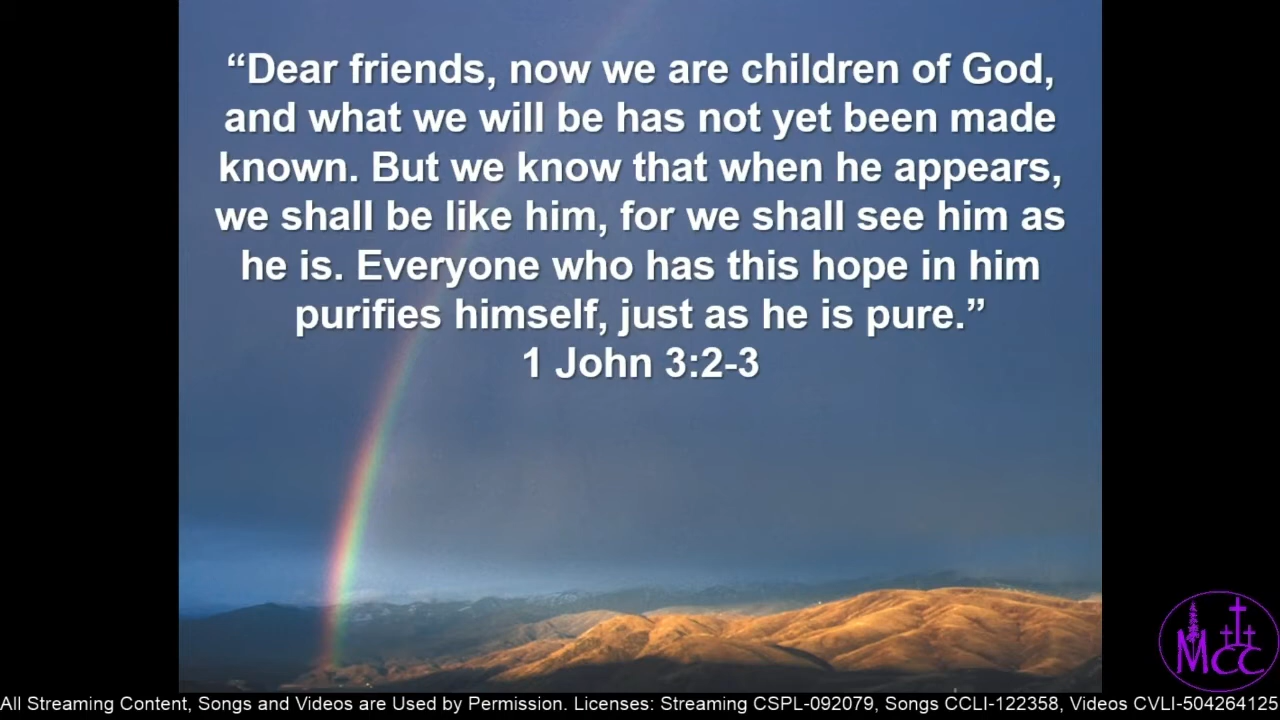 “Dear friends, now we are children of God,
and what we will be has not yet been made
known. But we know that when he appears,
we shall be like him, for we shall see him as
he is. Everyone who has this hope in him
purifies himself, just as he is pure.”
1 John 3:2-3
MCC
All Streaming Content, Songs and Videos are Used by Permission. Licenses: Streaming CSPL-092079, Songs CCLI-122358, Videos CVLI-504264125